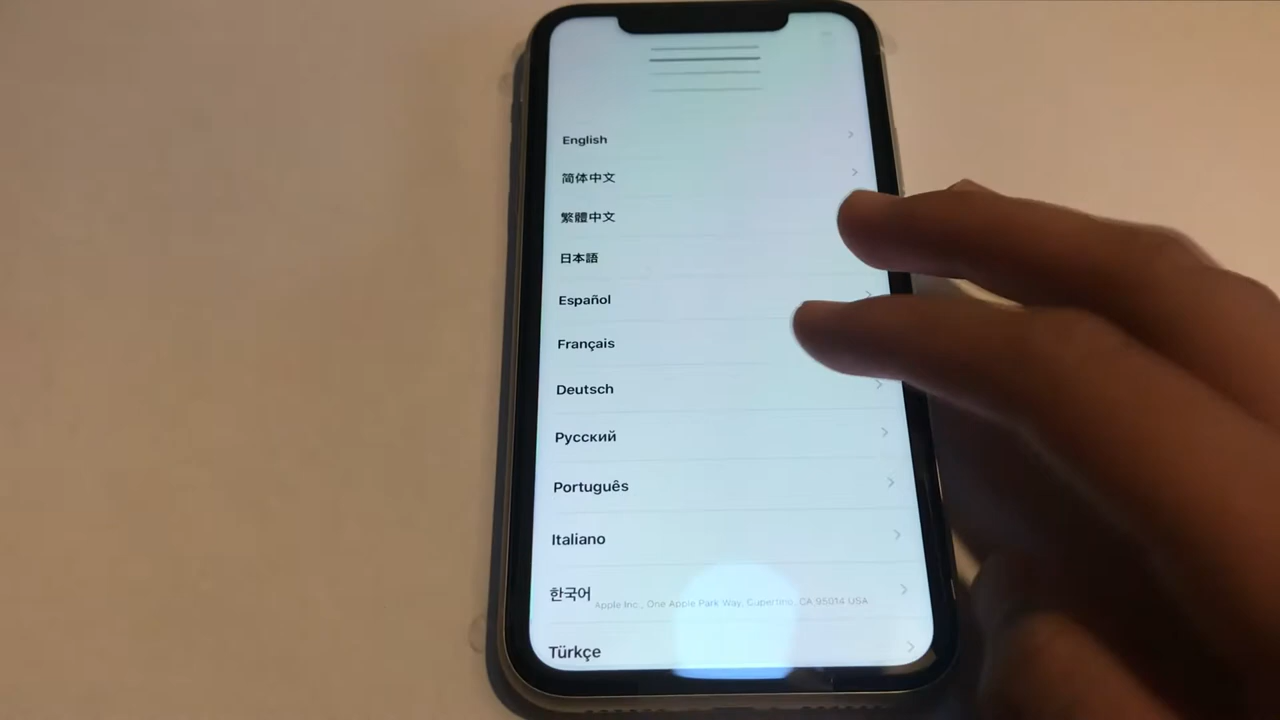 English
简体中文
繁體中文
日本語
Español
Français
Deutsch
Русский
Português
Italiano
한국어
Apple Inc., One Apple Park Way, Cupertino, CA 95014 USA
Türkçe